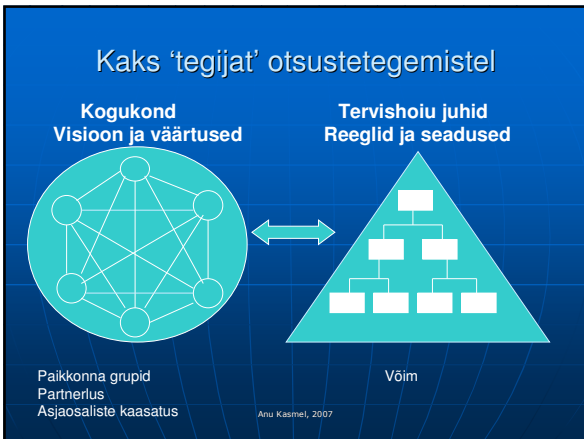 Kaks ‘tegijat’ otsustetegemistel
Kogukond
Visioon ja väärtused
Tervishoiu juhid
Reeglid ja seadused
Paikkonna grupid
Partnerlus
Asjaosaliste kaasatus
Võim
Anu Kasmel, 2007